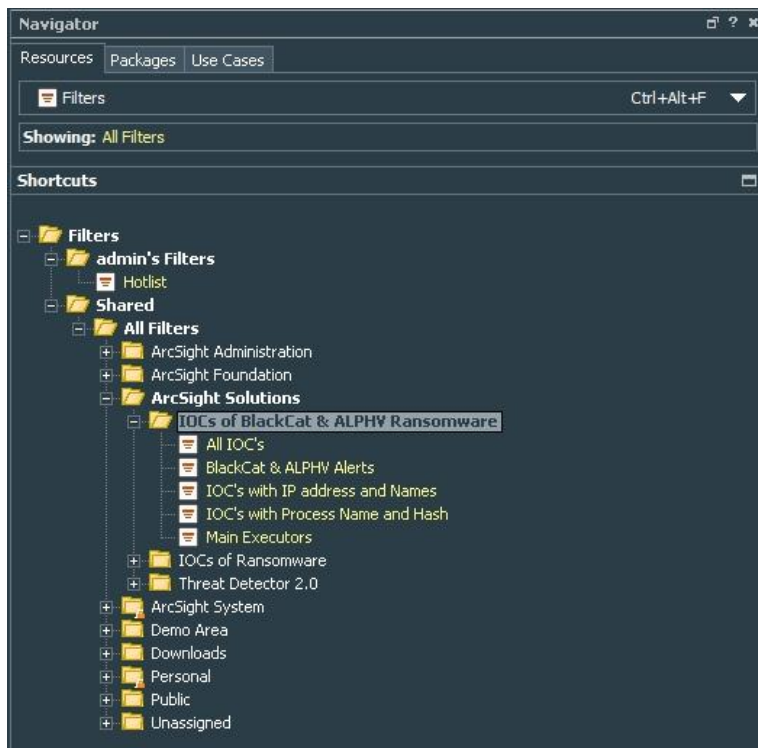 Navigator
Resources Packages Use Cases
Filters Ctrl+Alt+F
Showing: All Filters
Shortcuts
Filters
admin's Filters
Hotlist
Shared
All Filters
ArcSight Administration
ArcSight Foundation
ArcSight Solutions
IOCs of BlackCat & ALPHV Ransomware
All IOC's
BlackCat & ALPHV Alerts
IOC's with IP address and Names
IOC's with Process Name and Hash
Main Executors
IOCs of Ransomware
Threat Detector 2.0
ArcSight System
Demo Area
Downloads
Personal
Public
Unassigned